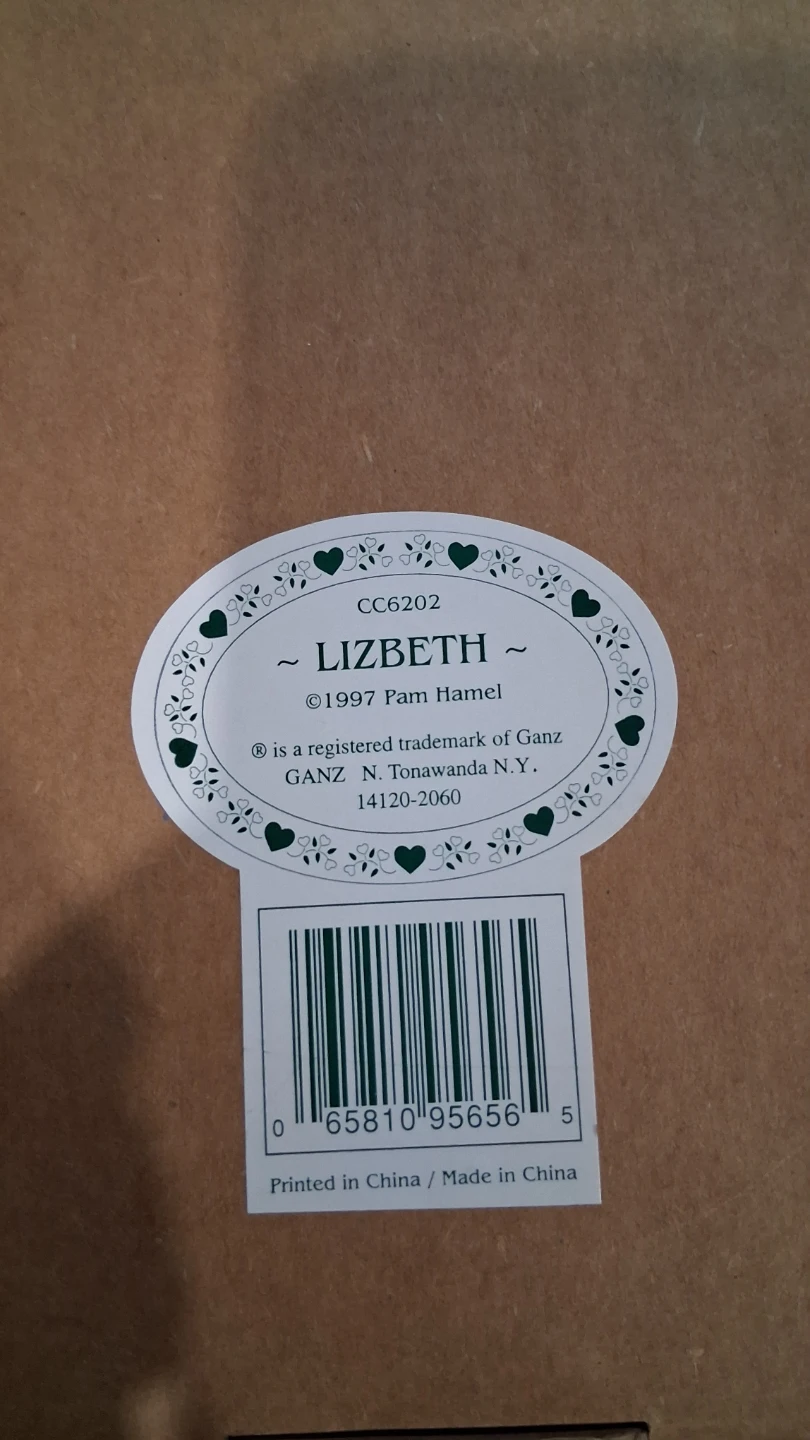 CC6202
~ LIZBETH ~
©1997 Pam Hamel
® is a registered trademark of Ganz
GANZ N. Tonawanda N.Y.
14120-2060
0 65810 95656 5
Printed in China / Made in China